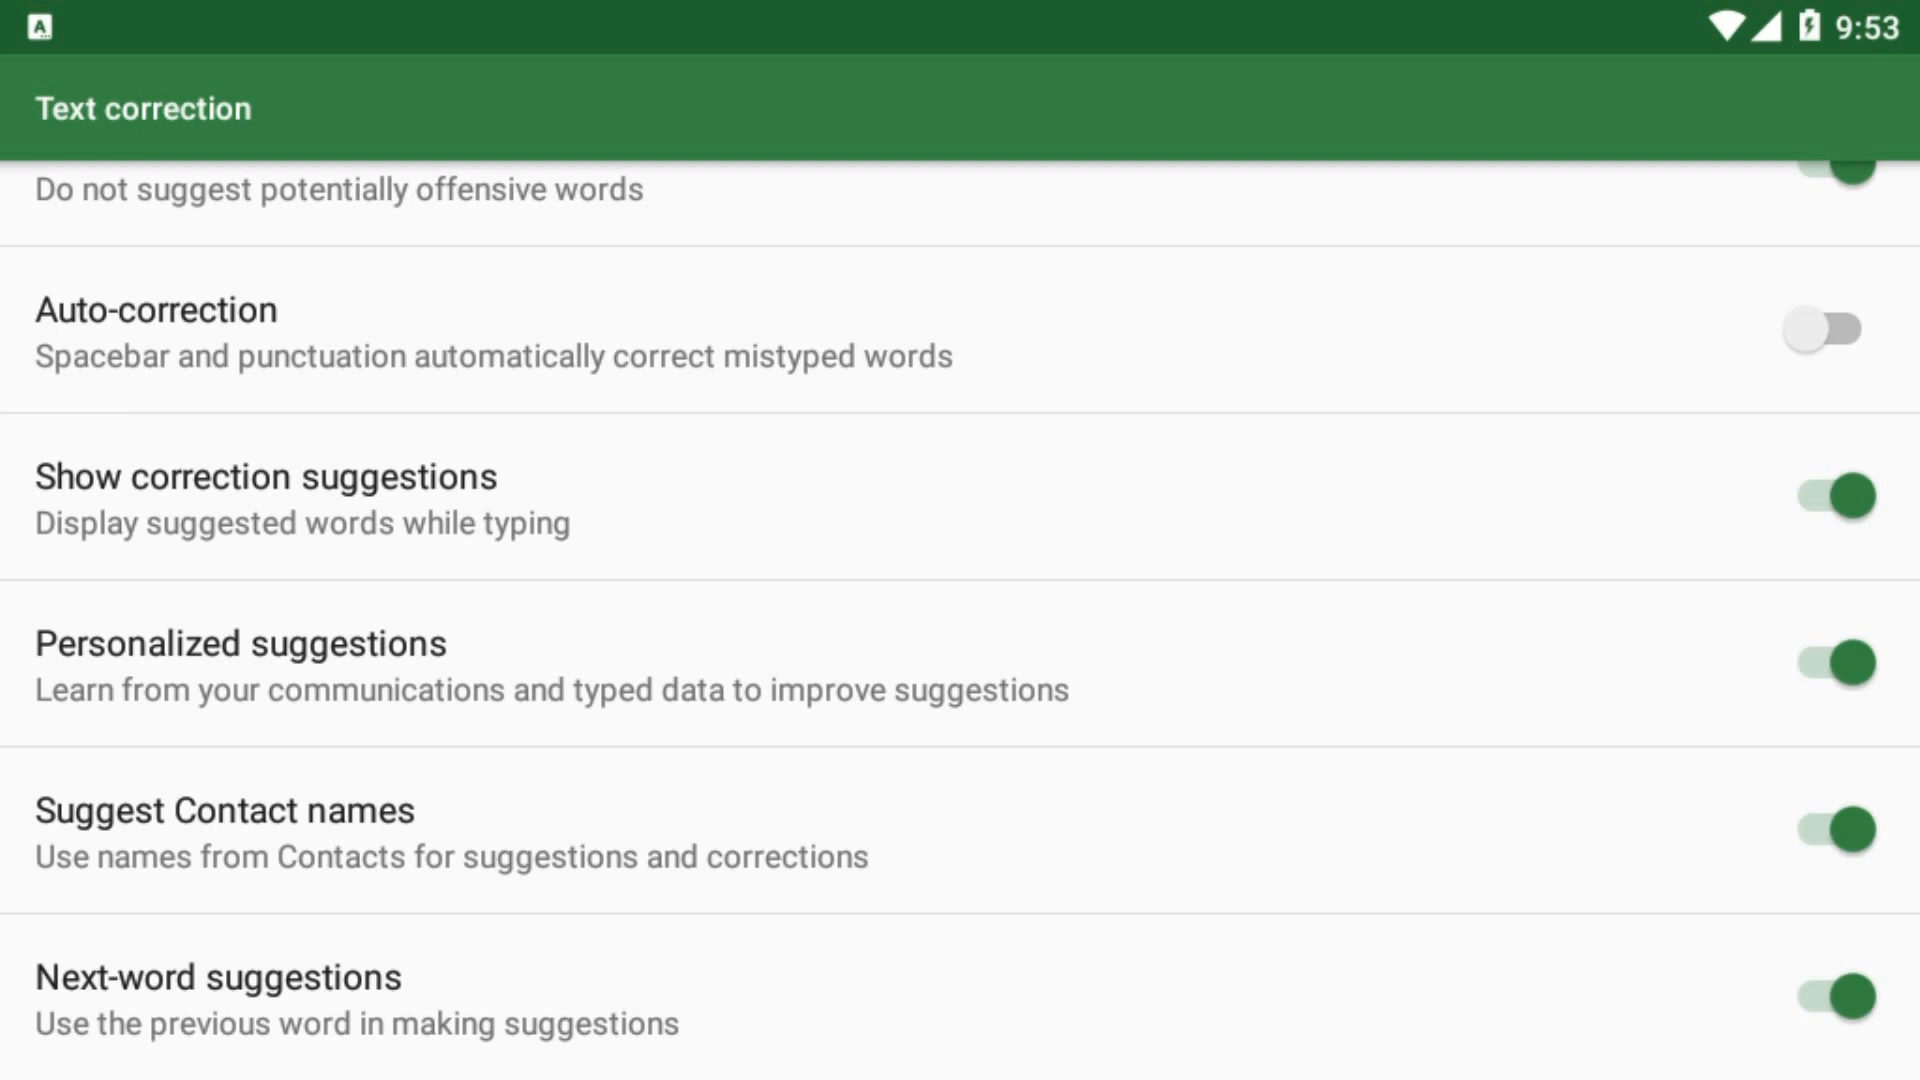 A
9:53
Text correction
Do not suggest potentially offensive words
Auto-correction
Spacebar and punctuation automatically correct mistyped words
Show correction suggestions
Display suggested words while typing
Personalized suggestions
Learn from your communications and typed data to improve suggestions
Suggest Contact names
Use names from Contacts for suggestions and corrections
Next-word suggestions
Use the previous word in making suggestions